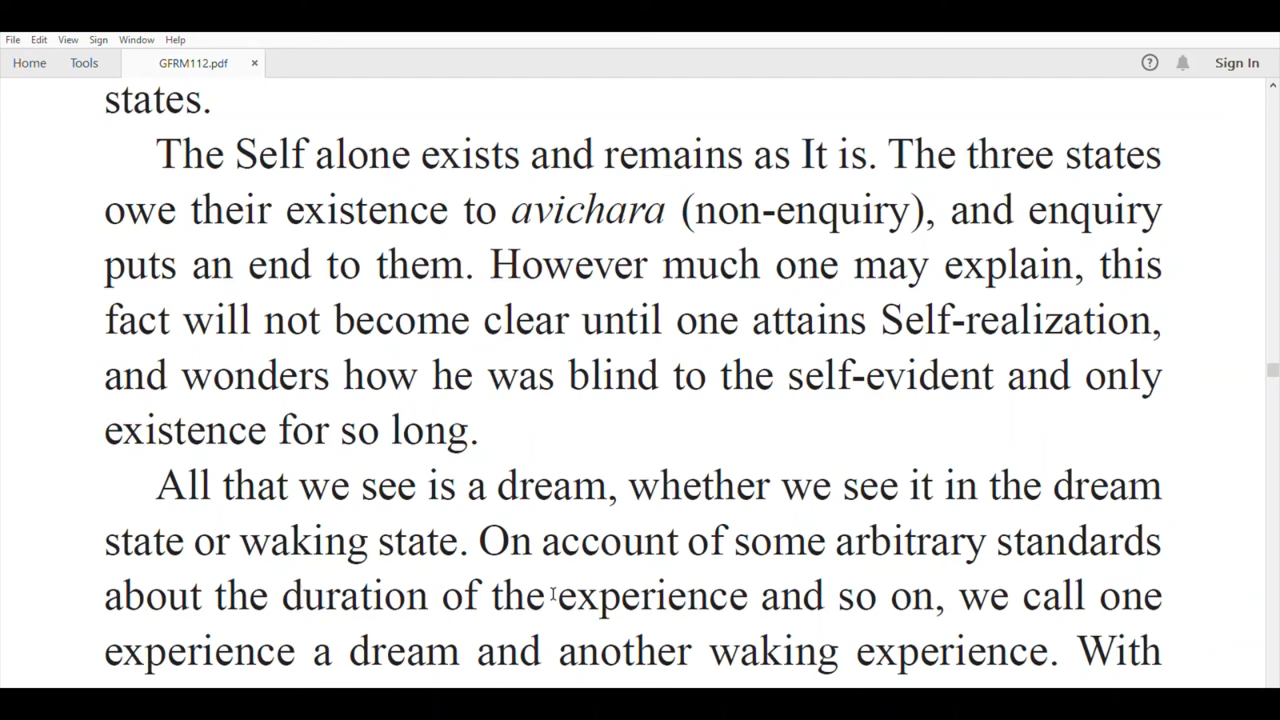 File Edit View Sign Window Help
Home Tools GFRM112.pdf × ? Sign In
states.
The Self alone exists and remains as It is. The three states
owe their existence to avichara (non-enquiry), and enquiry
puts an end to them. However much one may explain, this
fact will not become clear until one attains Self-realization,
and wonders how he was blind to the self-evident and only
existence for so long.
All that we see is a dream, whether we see it in the dream
state or waking state. On account of some arbitrary standards
about the duration of the experience and so on, we call one
experience a dream and another waking experience. With